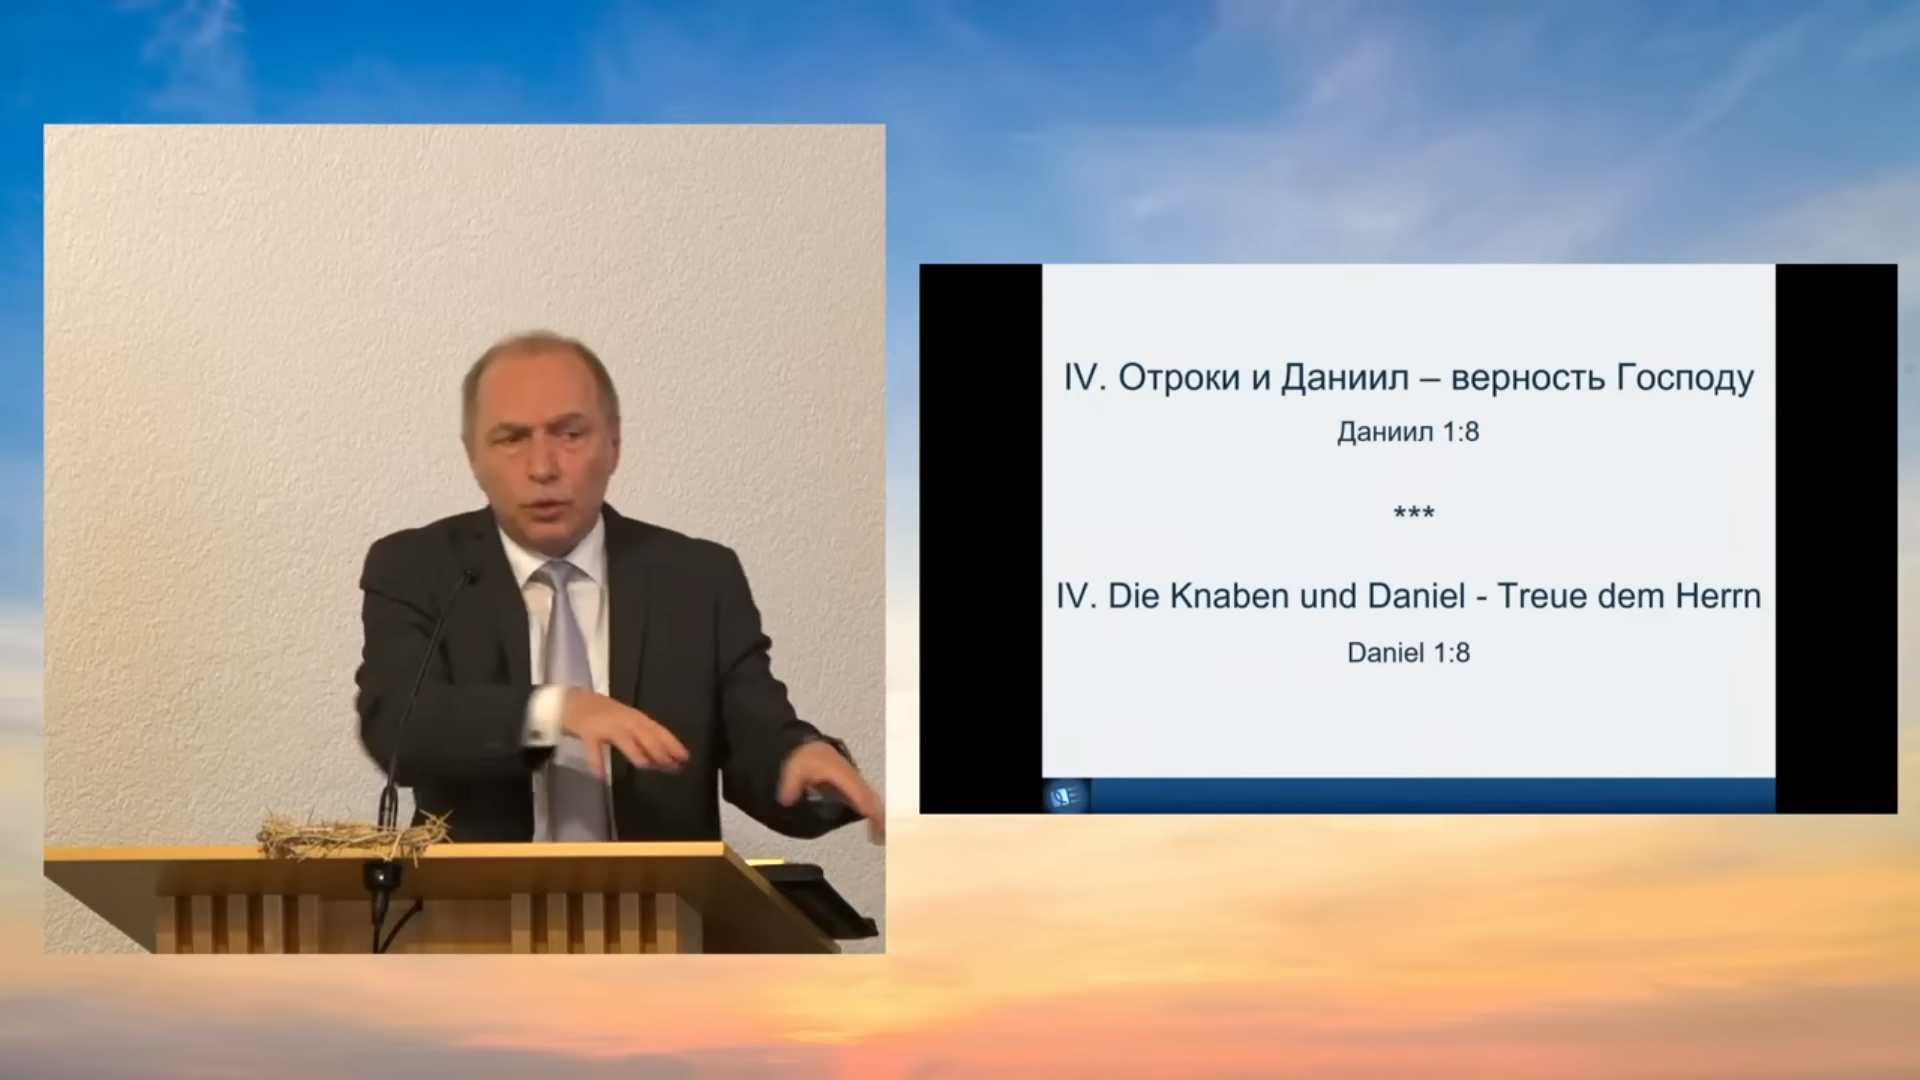 IV. Отроки и Даниил – верность Господу
Даниил 1:8
***
IV. Die Knaben und Daniel - Treue dem Herrn
Daniel 1:8